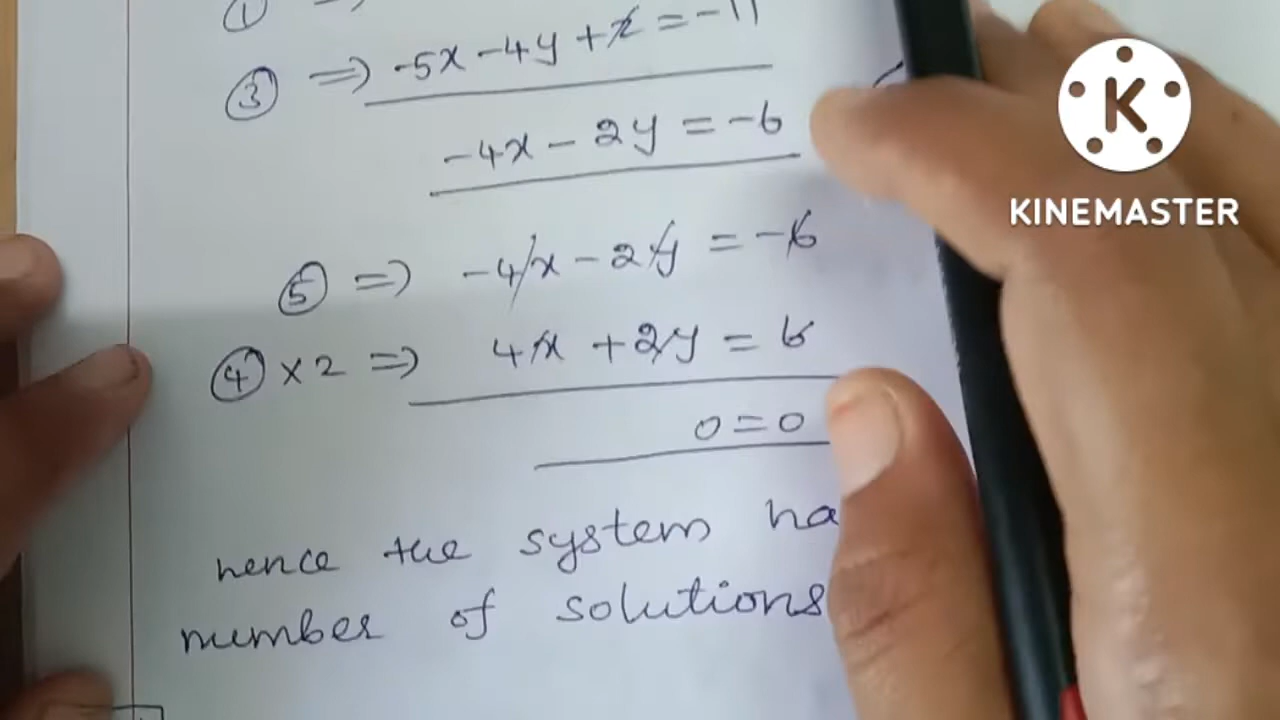 ① =>
③ => -5x - 4y + z = -11
-4x - 2y = -6
⑤ => -4x - 2y = -6
④ x 2 => 4x + 2y = 6
0 = 0
hence the system ha
number of solutions
K
KINEMASTER